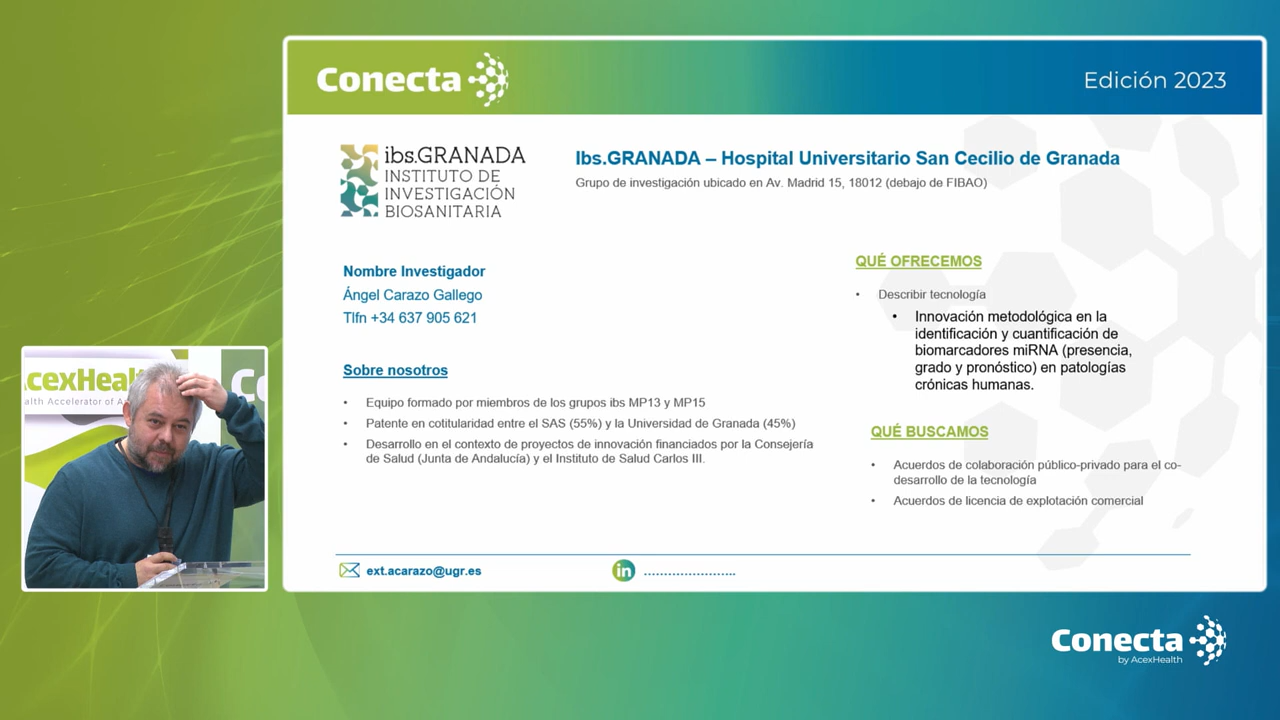 Conecta
Edición 2023
ibs.GRANADA
INSTITUTO DE
INVESTIGACIÓN
BIOSANITARIA
Ibs.GRANADA – Hospital Universitario San Cecilio de Granada
Grupo de investigación ubicado en Av. Madrid 15, 18012 (debajo de FIBAO)
Nombre Investigador
Ángel Carazo Gallego
Tlfn +34 637 905 621
Sobre nosotros
• Equipo formado por miembros de los grupos ibs MP13 y MP15
• Patente en cotitularidad entre el SAS (55%) y la Universidad de Granada (45%)
• Desarrollo en el contexto de proyectos de innovación financiados por la Consejería
de Salud (Junta de Andalucía) y el Instituto de Salud Carlos III.
QUÉ OFRECEMOS
• Describir tecnología
• Innovación metodológica en la
identificación y cuantificación de
biomarcadores miRNA (presencia,
grado y pronóstico) en patologías
crónicas humanas.
QUÉ BUSCAMOS
• Acuerdos de colaboración público-privado para el co-
desarrollo de la tecnología
• Acuerdos de licencia de explotación comercial
ext.acarazo@ugr.es
in .......................
cexHeal
alth Accelerator of A
Co
Conecta
by AcexHealth